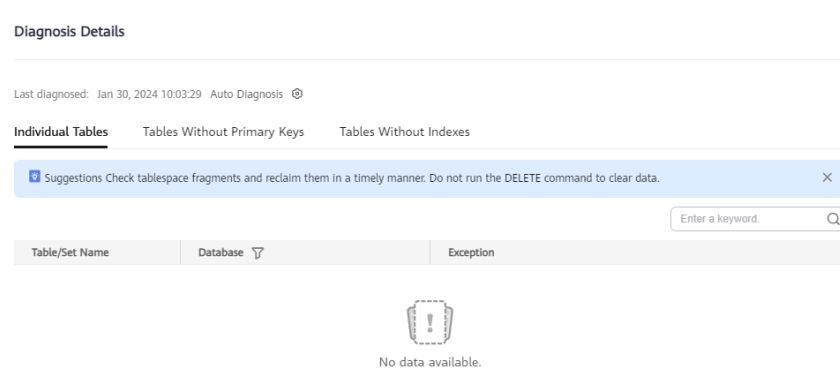 Diagnosis Details
Last diagnosed: Jan 30, 2024 10:03:29 Auto Diagnosis
Individual Tables Tables Without Primary Keys Tables Without Indexes
Suggestions Check tablespace fragments and reclaim them in a timely manner. Do not run the DELETE command to clear data.
Enter a keyword.
Table/Set Name Database Exception
No data available.